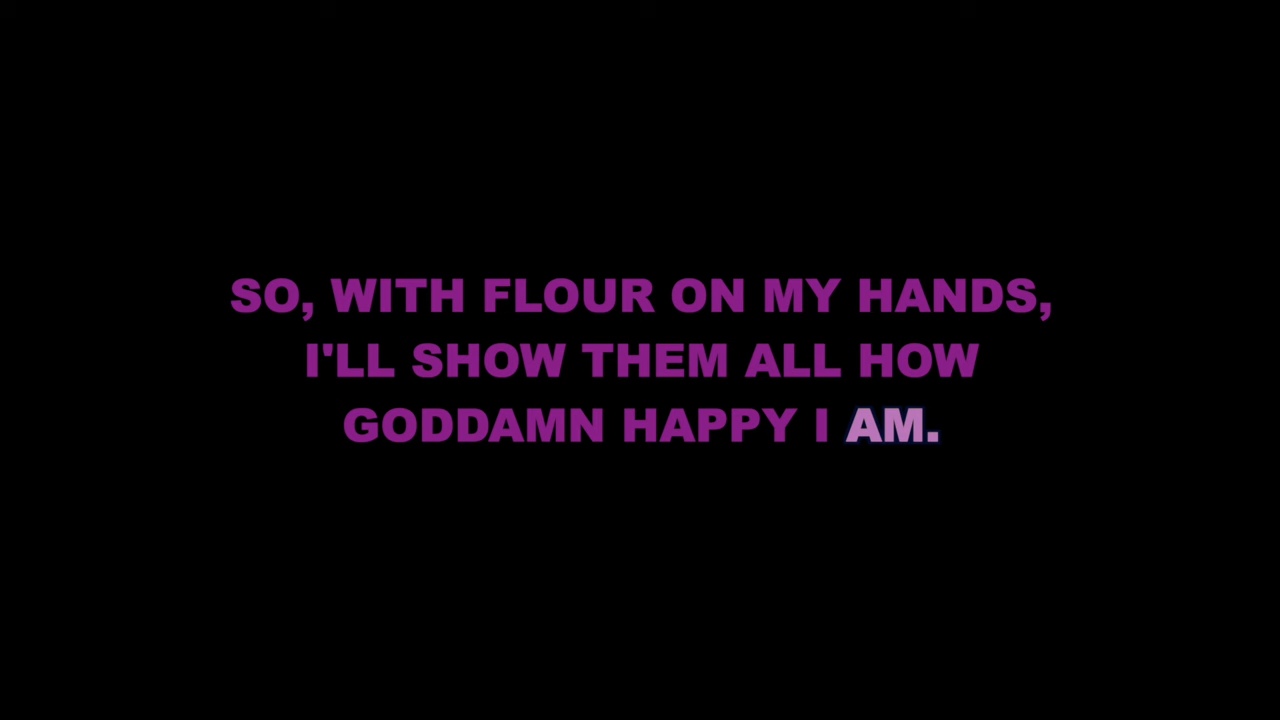 SO, WITH FLOUR ON MY HANDS,
I'LL SHOW THEM ALL HOW
GODDAMN HAPPY I AM.